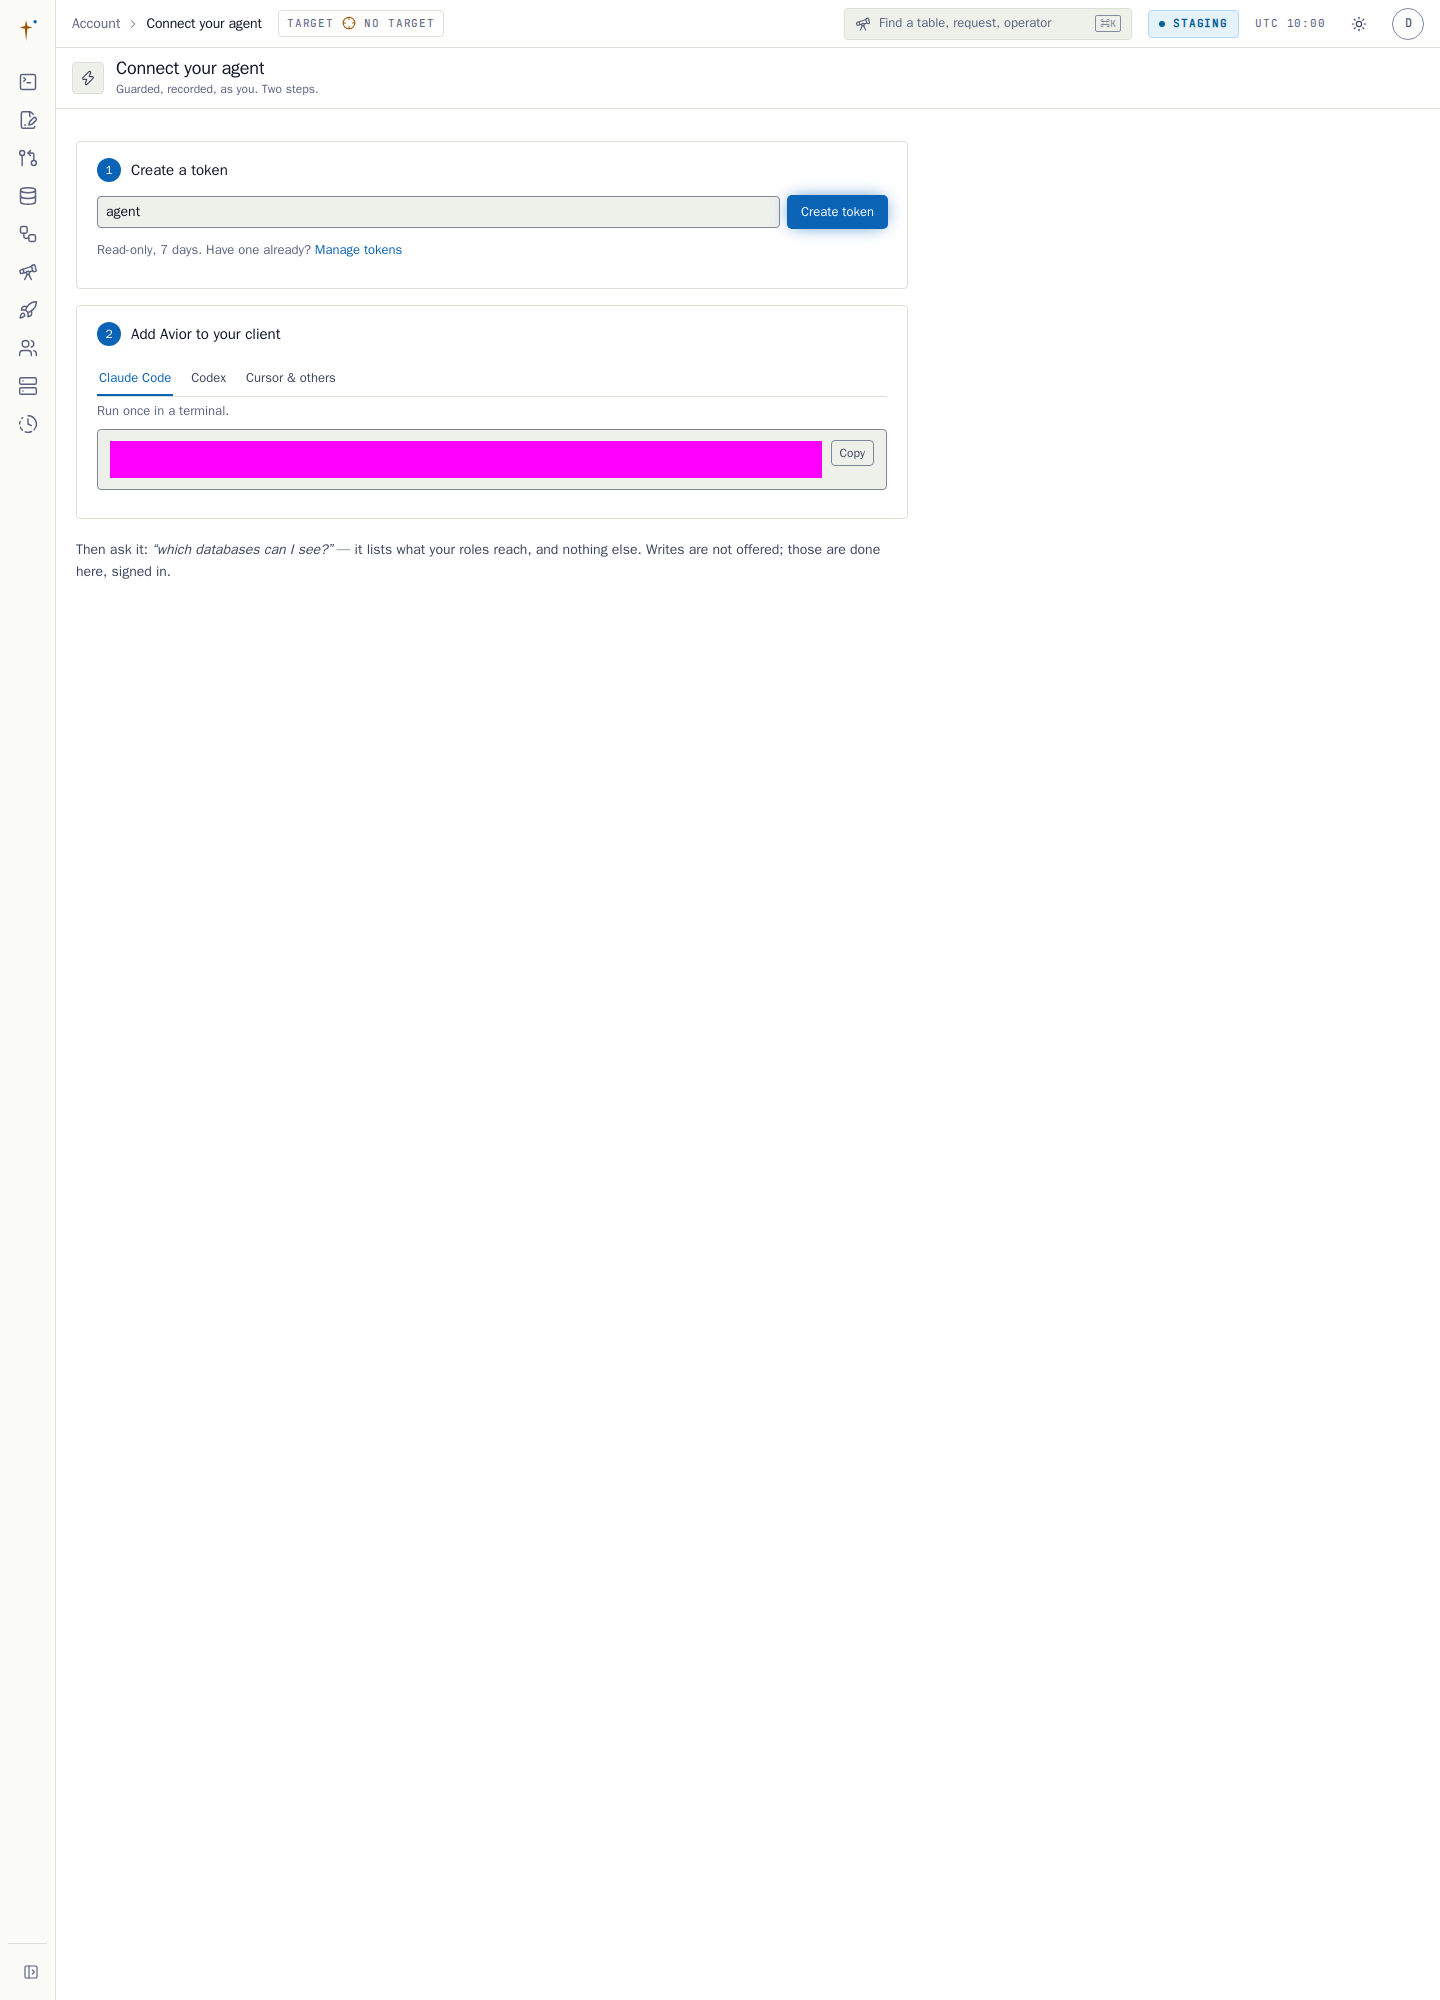 Account > Connect your agent
TARGET NO TARGET
Find a table, request, operator
⌘K
STAGING
UTC 10:00
D
Connect your agent
Guarded, recorded, as you. Two steps.
1 Create a token
agent
Create token
Read-only, 7 days. Have one already? Manage tokens
2 Add Avior to your client
Claude Code Codex Cursor & others
Run once in a terminal.
Copy
Then ask it: “which databases can I see?” — it lists what your roles reach, and nothing else. Writes are not offered; those are done
here, signed in.